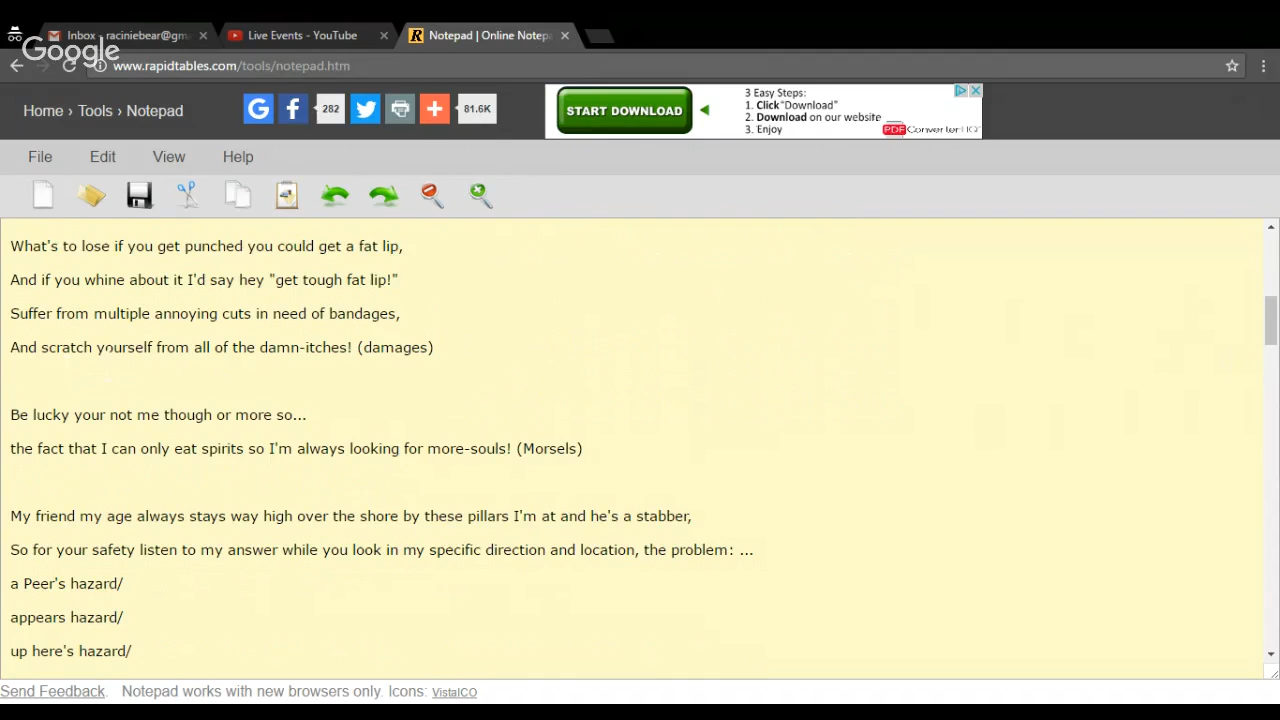 Inbox - raciniebear@gm
Live Events - YouTube
Notepad | Online Notep
Google
www.rapidtables.com/tools/notepad.htm
Home › Tools › Notepad
282
81.6K
START DOWNLOAD
3 Easy Steps:
1. Click "Download"
2. Download on our website
3. Enjoy
PDF ConverterHQ
File Edit View Help
What's to lose if you get punched you could get a fat lip,
And if you whine about it I'd say hey "get tough fat lip!"
Suffer from multiple annoying cuts in need of bandages,
And scratch yourself from all of the damn-itches! (damages)
Be lucky your not me though or more so...
the fact that I can only eat spirits so I'm always looking for more-souls! (Morsels)
My friend my age always stays way high over the shore by these pillars I'm at and he's a stabber,
So for your safety listen to my answer while you look in my specific direction and location, the problem: ...
a Peer's hazard/
appears hazard/
up here's hazard/
Send Feedback. Notepad works with new browsers only. Icons: VistaICO